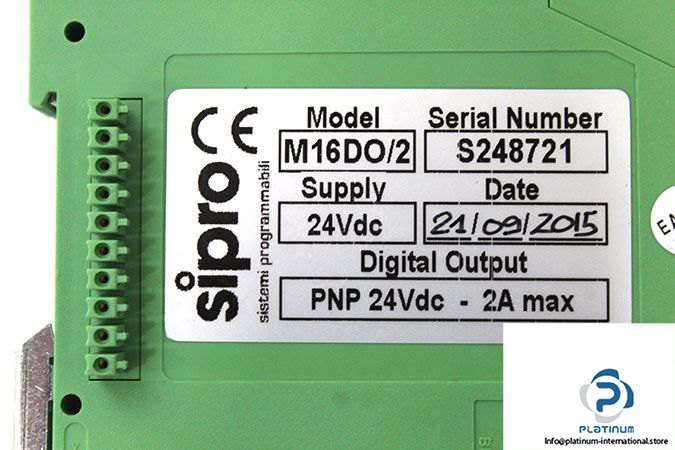 sipro
sistemi programmabili
CE
Model
Serial Number
M16DO/2
S248721
Supply
Date
24Vdc
21/09/2015
Digital Output
PNP 24Vdc - 2A max
EA
PLATINUM
Info@platinum-international.store